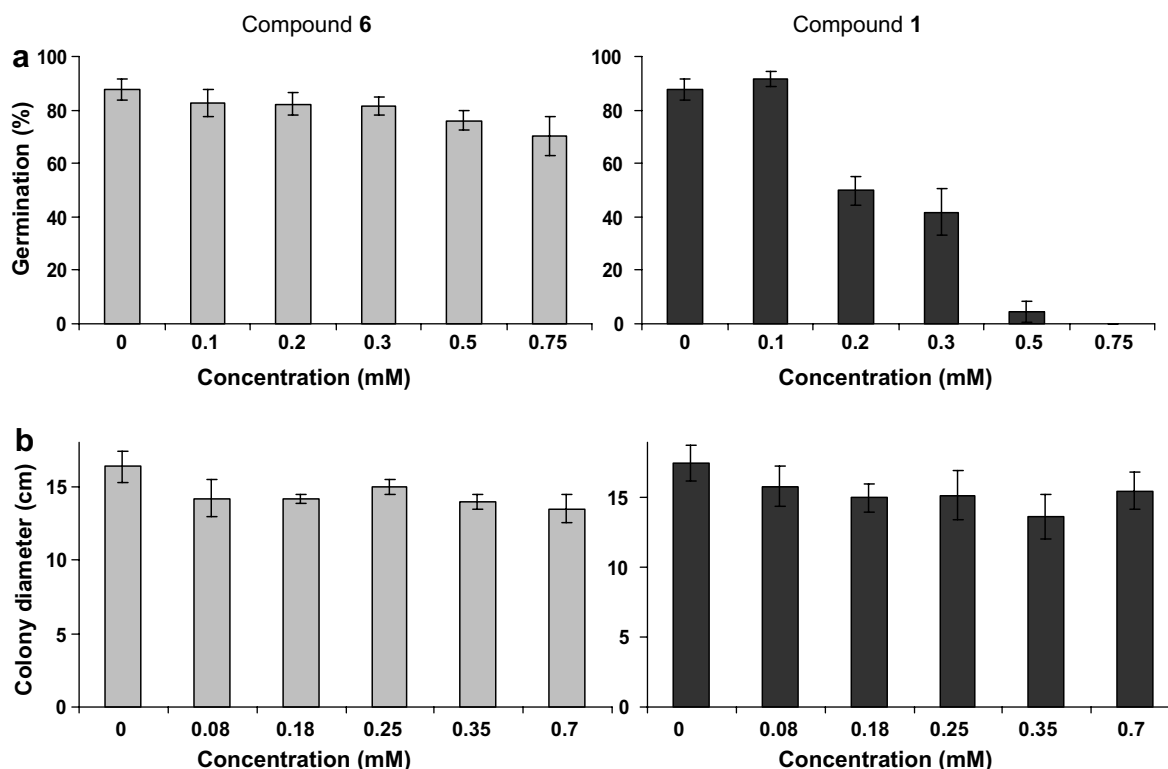 Compound 6
Compound 1
a
Germination (%)
100
80
60
40
20
0
0 0.1 0.2 0.3 0.5 0.75
Concentration (mM)
100
80
60
40
20
0
0 0.1 0.2 0.3 0.5 0.75
Concentration (mM)
b
Colony diameter (cm)
15
10
5
0
0 0.08 0.18 0.25 0.35 0.7
Concentration (mM)
15
10
5
0
0 0.08 0.18 0.25 0.35 0.7
Concentration (mM)